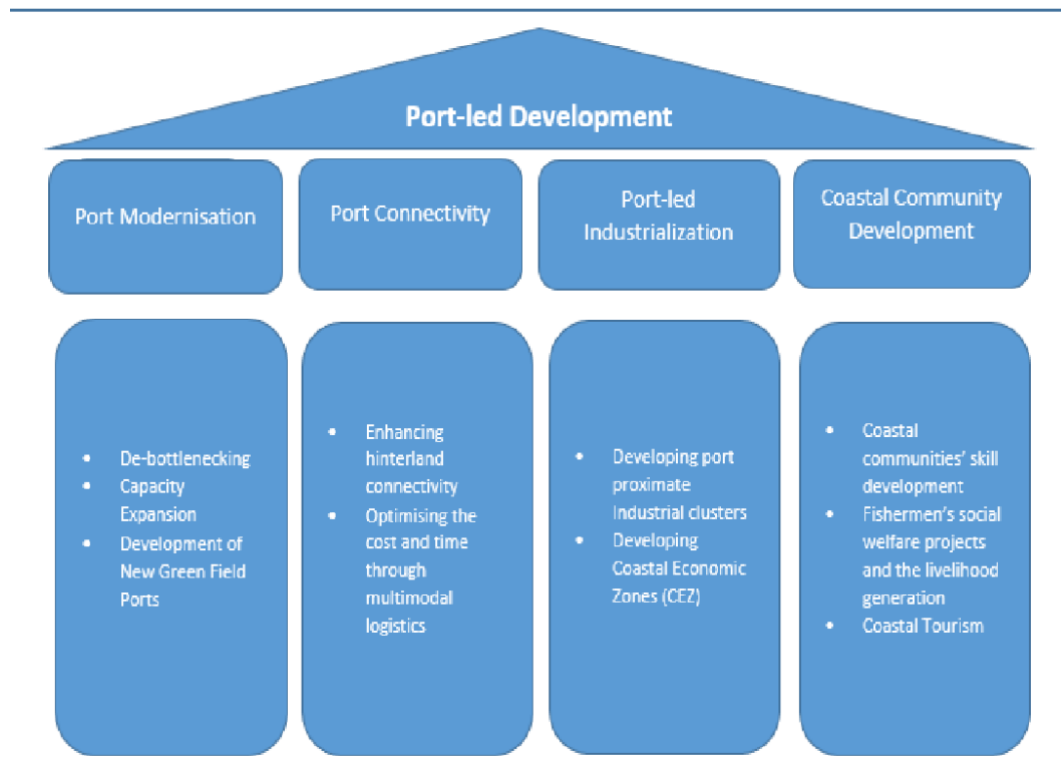 Port-led Development
Port Modernisation
Port Connectivity
Port-led
Industrialization
Coastal Community
Development
• De-bottlenecking
• Capacity
Expansion
• Development of
New Green Field
Ports
• Enhancing
hinterland
connectivity
• Optimising the
cost and time
through
multimodal
logistics
• Developing port
proximate
Industrial clusters
• Developing
Coastal Economic
Zones (CEZ)
• Coastal
communities’ skill
development
• Fishermen’s social
welfare projects
and the livelihood
generation
• Coastal Tourism